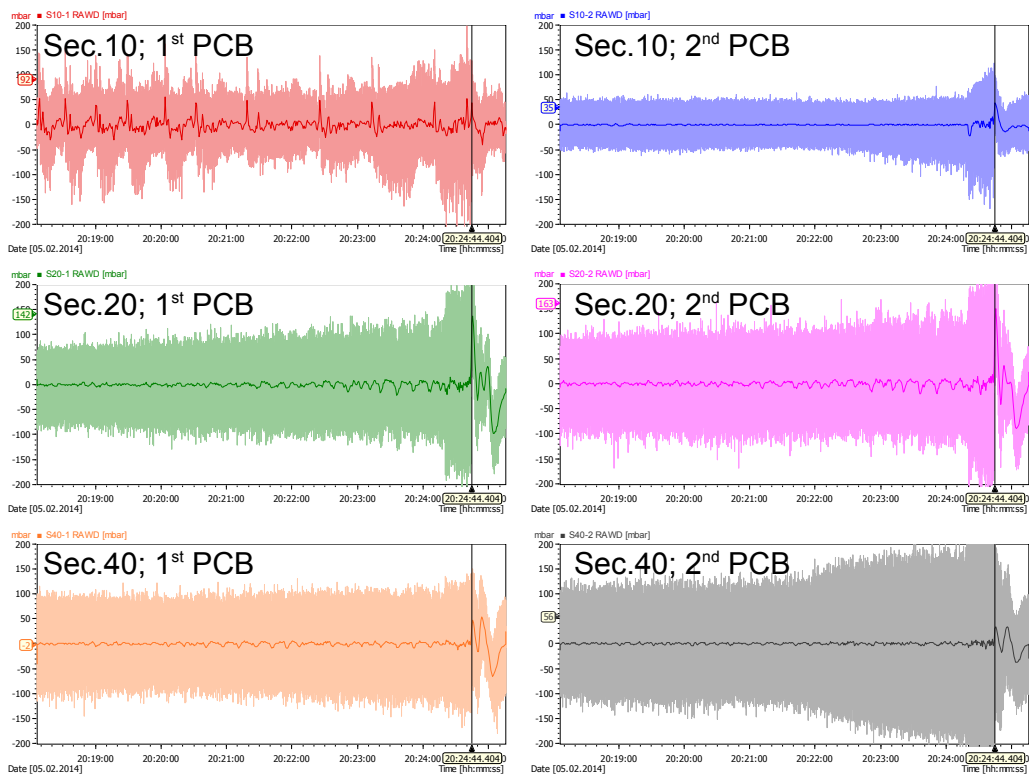 mbar ■ S10-1 RAWD [mbar]
Sec.10; 1st PCB
200
150
100
92
50
0
-50
-100
-150
-200
20:19:00 20:20:00 20:21:00 20:22:00 20:23:00 20:24:00 20:24:44.404 0
Date [05.02.2014] Time [hh:mm:ss]
mbar ■ S10-2 RAWD [mbar]
Sec.10; 2nd PCB
200
150
100
50
35
0
-50
-100
-150
-200
20:19:00 20:20:00 20:21:00 20:22:00 20:23:00 20:24:00 20:24:44.404 0
Date [05.02.2014] Time [hh:mm:ss]
mbar ■ S20-1 RAWD [mbar]
Sec.20; 1st PCB
200
142
100
50
0
-50
-100
-150
-200
20:19:00 20:20:00 20:21:00 20:22:00 20:23:00 20:24:00 20:24:44.404 0
Date [05.02.2014] Time [hh:mm:ss]
mbar ■ S20-2 RAWD [mbar]
Sec.20; 2nd PCB
200
163
100
50
0
-50
-100
-150
-200
20:19:00 20:20:00 20:21:00 20:22:00 20:23:00 20:24:00 20:24:44.404 0
Date [05.02.2014] Time [hh:mm:ss]
mbar ■ S40-1 RAWD [mbar]
Sec.40; 1st PCB
200
150
100
50
-2
-50
-100
-150
-200
20:19:00 20:20:00 20:21:00 20:22:00 20:23:00 20:24:00 20:24:44.404 0
Date [05.02.2014] Time [hh:mm:ss]
mbar ■ S40-2 RAWD [mbar]
Sec.40; 2nd PCB
200
150
100
56
0
-50
-100
-150
-200
20:19:00 20:20:00 20:21:00 20:22:00 20:23:00 20:24:00 20:24:44.404 0
Date [05.02.2014] Time [hh:mm:ss]